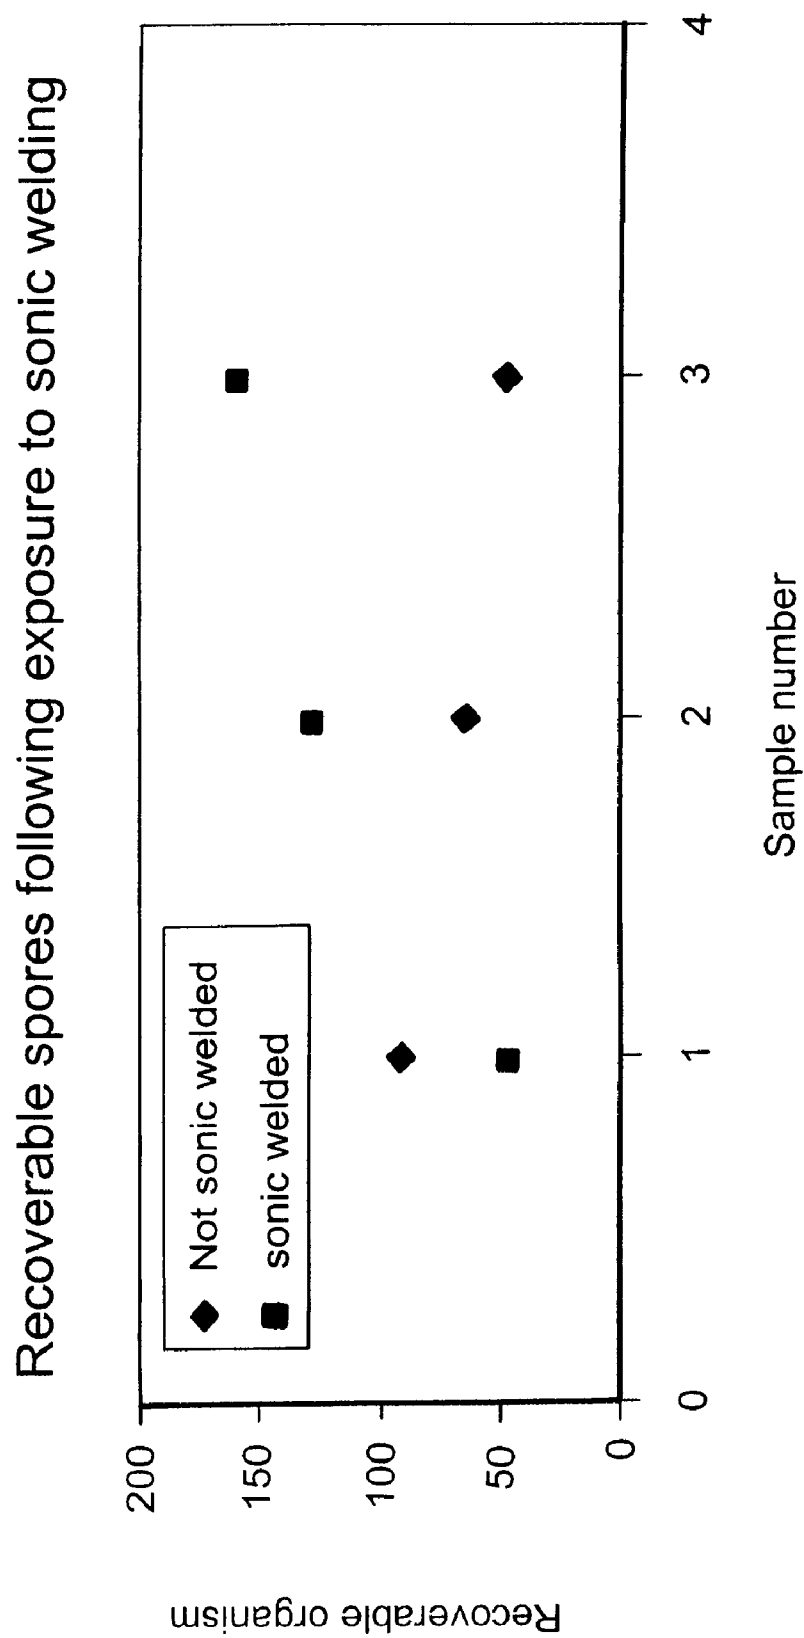 Recoverable spores following exposure to sonic welding
Recoverable organism
200
150
100
50
0
Not sonic welded
sonic welded
0
1
2
3
4
Sample number